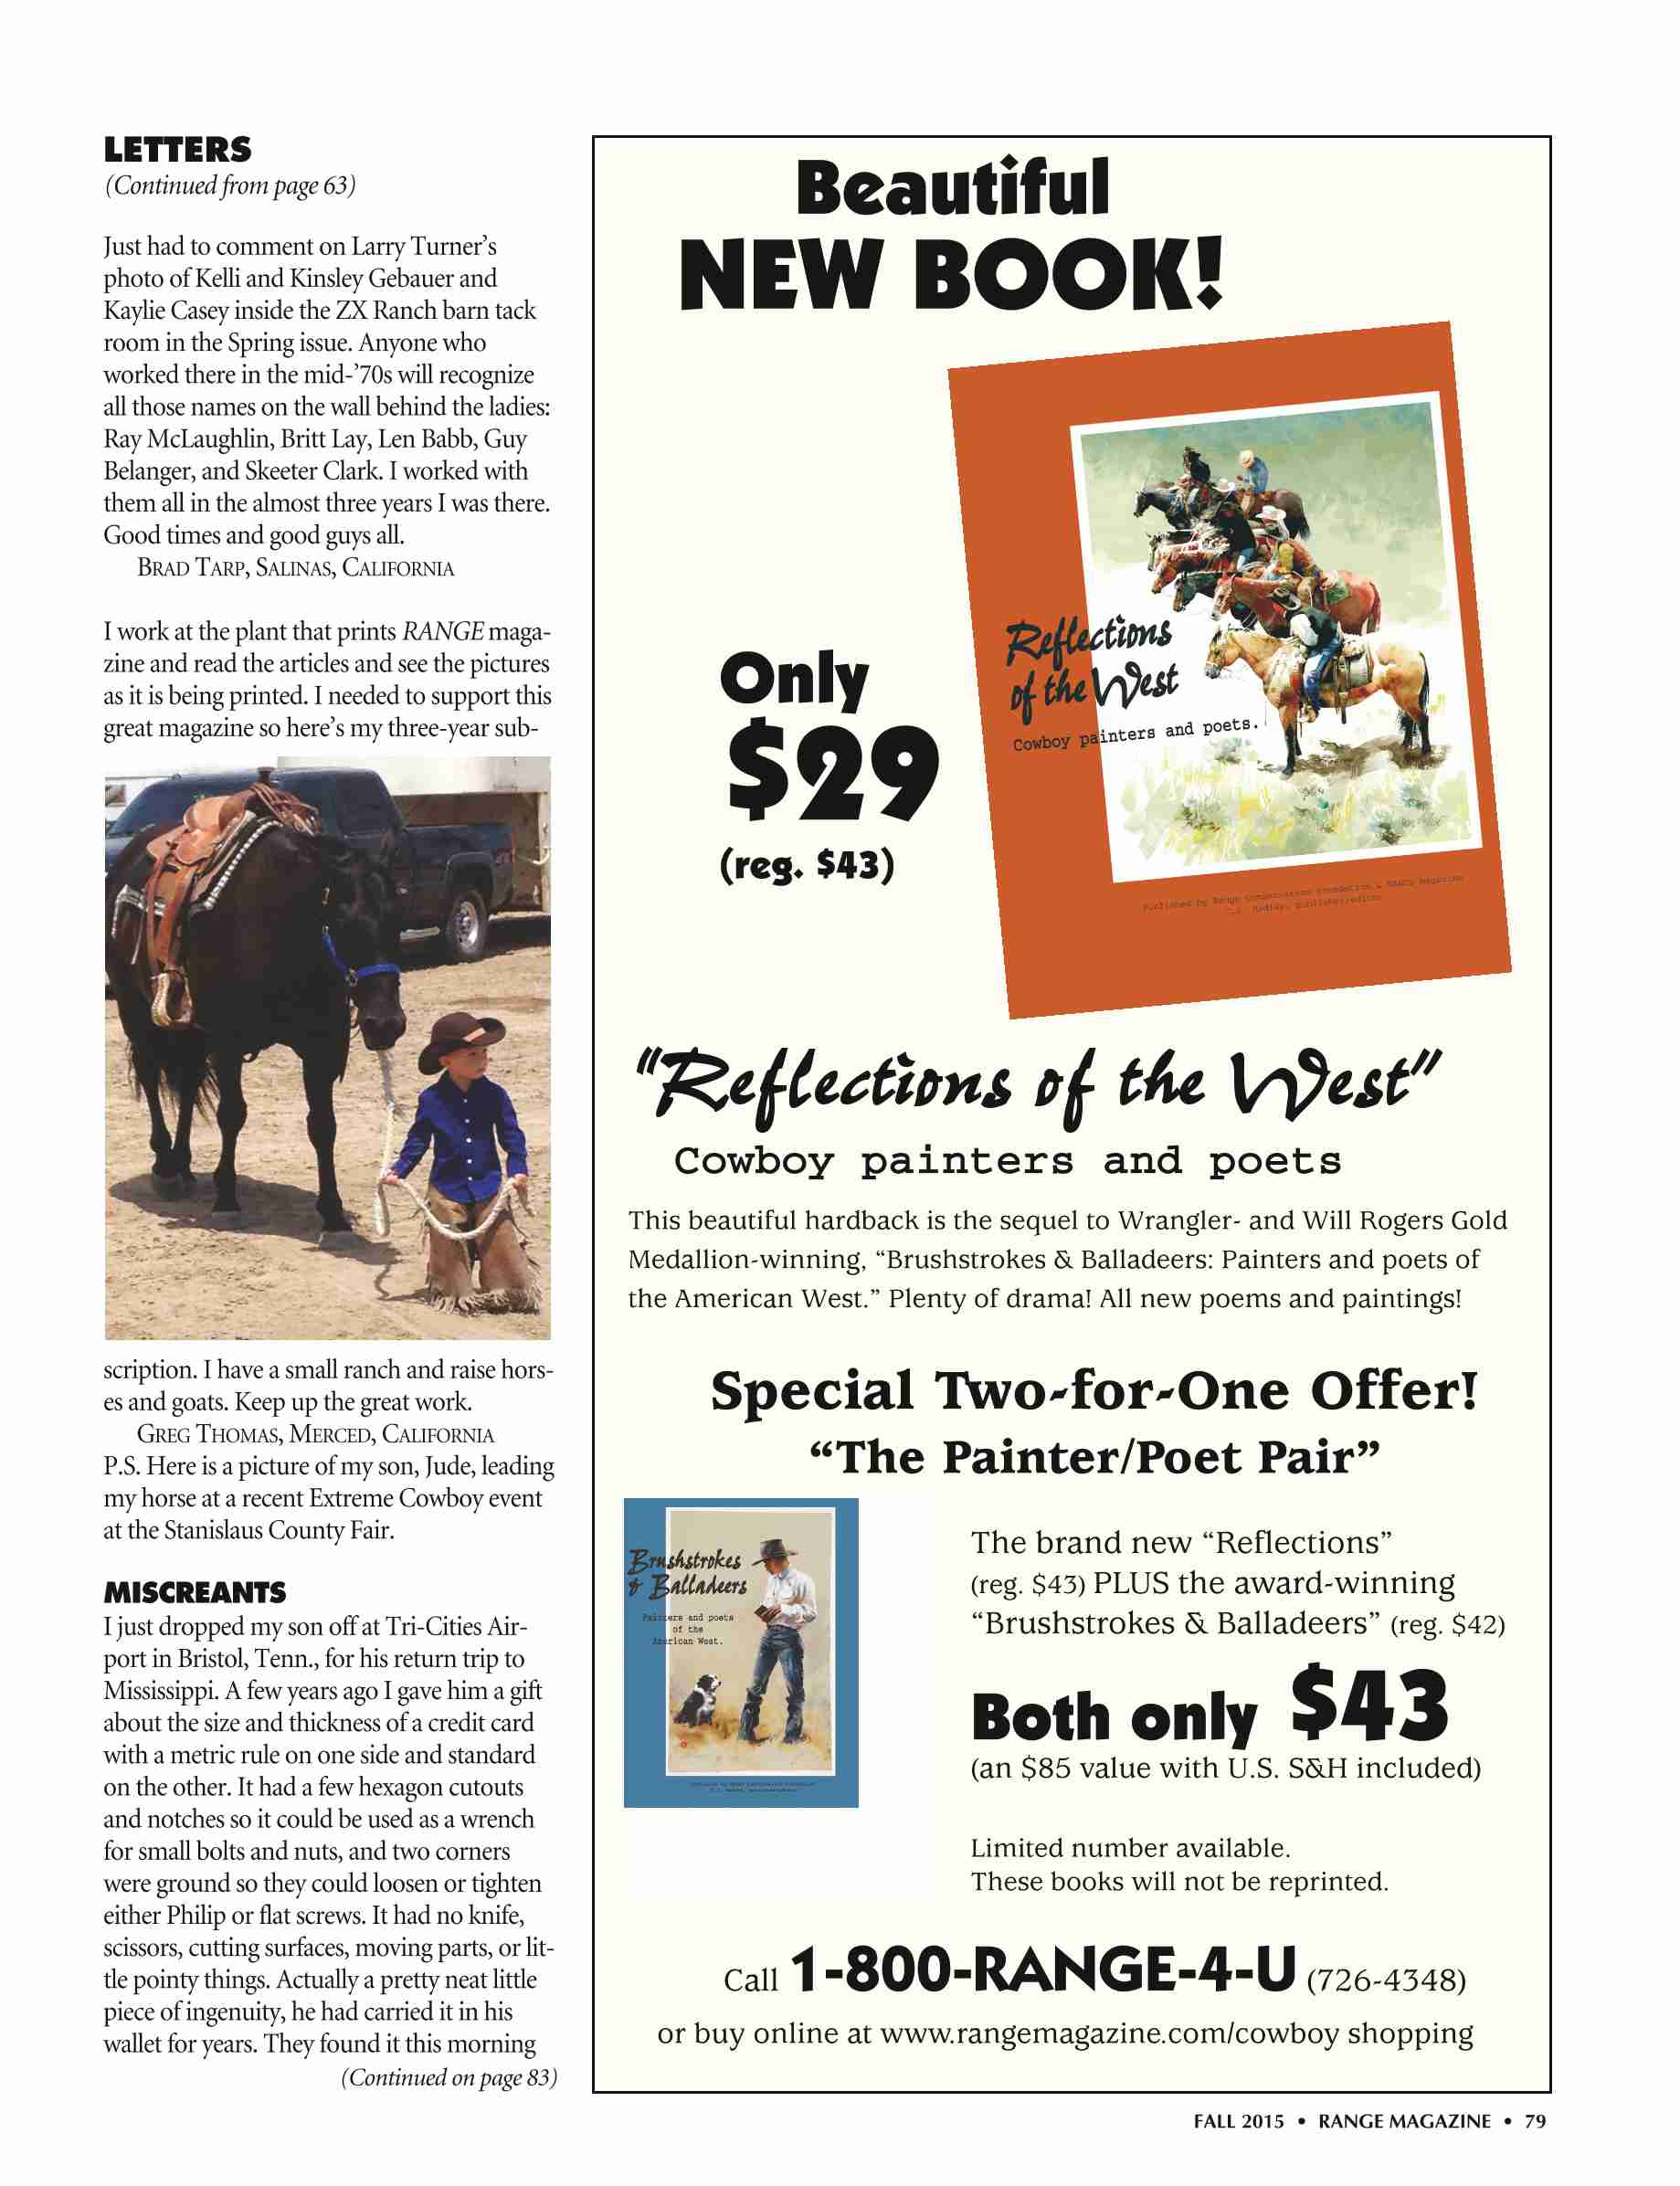 LETTERS
(Continued from page 63)
Just had to comment on Larry Turner’s
photo of Kelli and Kinsley Gebauer and
Kaylie Casey inside the ZX Ranch barn tack
room in the Spring issue. Anyone who
worked there in the mid-’70s will recognize
all those names on the wall behind the ladies:
Ray McLaughlin, Britt Lay, Len Babb, Guy
Belanger, and Skeeter Clark. I worked with
them all in the almost three years I was there.
Good times and good guys all.
BRAD TARP, SALINAS, CALIFORNIA
I work at the plant that prints RANGE maga-
zine and read the articles and see the pictures
as it is being printed. I needed to support this
great magazine so here’s my three-year sub-
scription. I have a small ranch and raise hors-
es and goats. Keep up the great work.
GREG THOMAS, MERCED, CALIFORNIA
P.S. Here is a picture of my son, Jude, leading
my horse at a recent Extreme Cowboy event
at the Stanislaus County Fair.
MISCREANTS
I just dropped my son off at Tri-Cities Air-
port in Bristol, Tenn., for his return trip to
Mississippi. A few years ago I gave him a gift
about the size and thickness of a credit card
with a metric rule on one side and standard
on the other. It had a few hexagon cutouts
and notches so it could be used as a wrench
for small bolts and nuts, and two corners
were ground so they could loosen or tighten
either Philip or flat screws. It had no knife,
scissors, cutting surfaces, moving parts, or lit-
tle pointy things. Actually a pretty neat little
piece of ingenuity, he had carried it in his
wallet for years. They found it this morning
(Continued on page 83)
Beautiful
NEW BOOK!
Only
$29
(reg. $43)
Reflections
of the West
Cowboy painters and poets.
Published by Range Conservation Foundation & RANGE magazine
C.J. Hadley, publisher/editor
“Reflections of the West”
Cowboy painters and poets
This beautiful hardback is the sequel to Wrangler- and Will Rogers Gold
Medallion-winning, “Brushstrokes & Balladeers: Painters and poets of
the American West.” Plenty of drama! All new poems and paintings!
Special Two-for-One Offer!
“The Painter/Poet Pair”
Brushstrokes
& Balladeers
Painters and poets
of the
American West.
The brand new “Reflections”
(reg. $43) PLUS the award-winning
“Brushstrokes & Balladeers” (reg. $42)
Both only $43
(an $85 value with U.S. S&H included)
Limited number available.
These books will not be reprinted.
Call 1-800-RANGE-4-U (726-4348)
or buy online at www.rangemagazine.com/cowboy shopping
FALL 2015 • RANGE MAGAZINE • 79